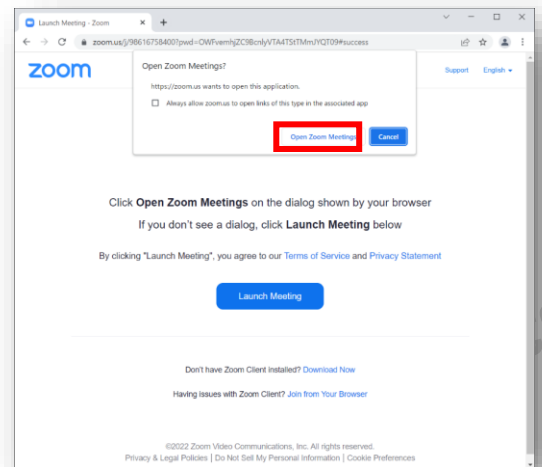 Launch Meeting - Zoom
zoom.us/j/98616758400?pwd=OWFvemhjZC9BcnlyVTA4TStTMmJYQT09#success
Open Zoom Meetings?
https://zoom.us wants to open this application.
Always allow zoom.us to open links of this type in the associated app
Open Zoom Meetings Cancel
zoom Support English
Click Open Zoom Meetings on the dialog shown by your browser
If you don't see a dialog, click Launch Meeting below
By clicking "Launch Meeting", you agree to our Terms of Service and Privacy Statement
Launch Meeting
Don't have Zoom Client installed? Download Now
Having issues with Zoom Client? Join from Your Browser
©2022 Zoom Video Communications, Inc. All rights reserved.
Privacy & Legal Policies | Do Not Sell My Personal Information | Cookie Preferences